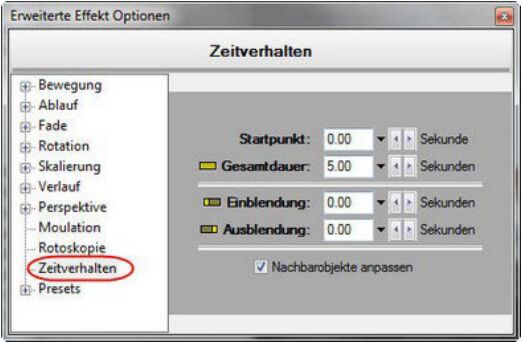 Erweiterte Effekt Optionen
Zeitverhalten
Bewegung
Ablauf
Fade
Rotation
Skalierung
Verlauf
Perspektive
Moulation
Rotoskopie
Zeitverhalten
Presets
Startpunkt: 0.00 Sekunde
Gesamtdauer: 5.00 Sekunden
Einblendung: 0.00 Sekunden
Ausblendung: 0.00 Sekunden
Nachbarobjekte anpassen